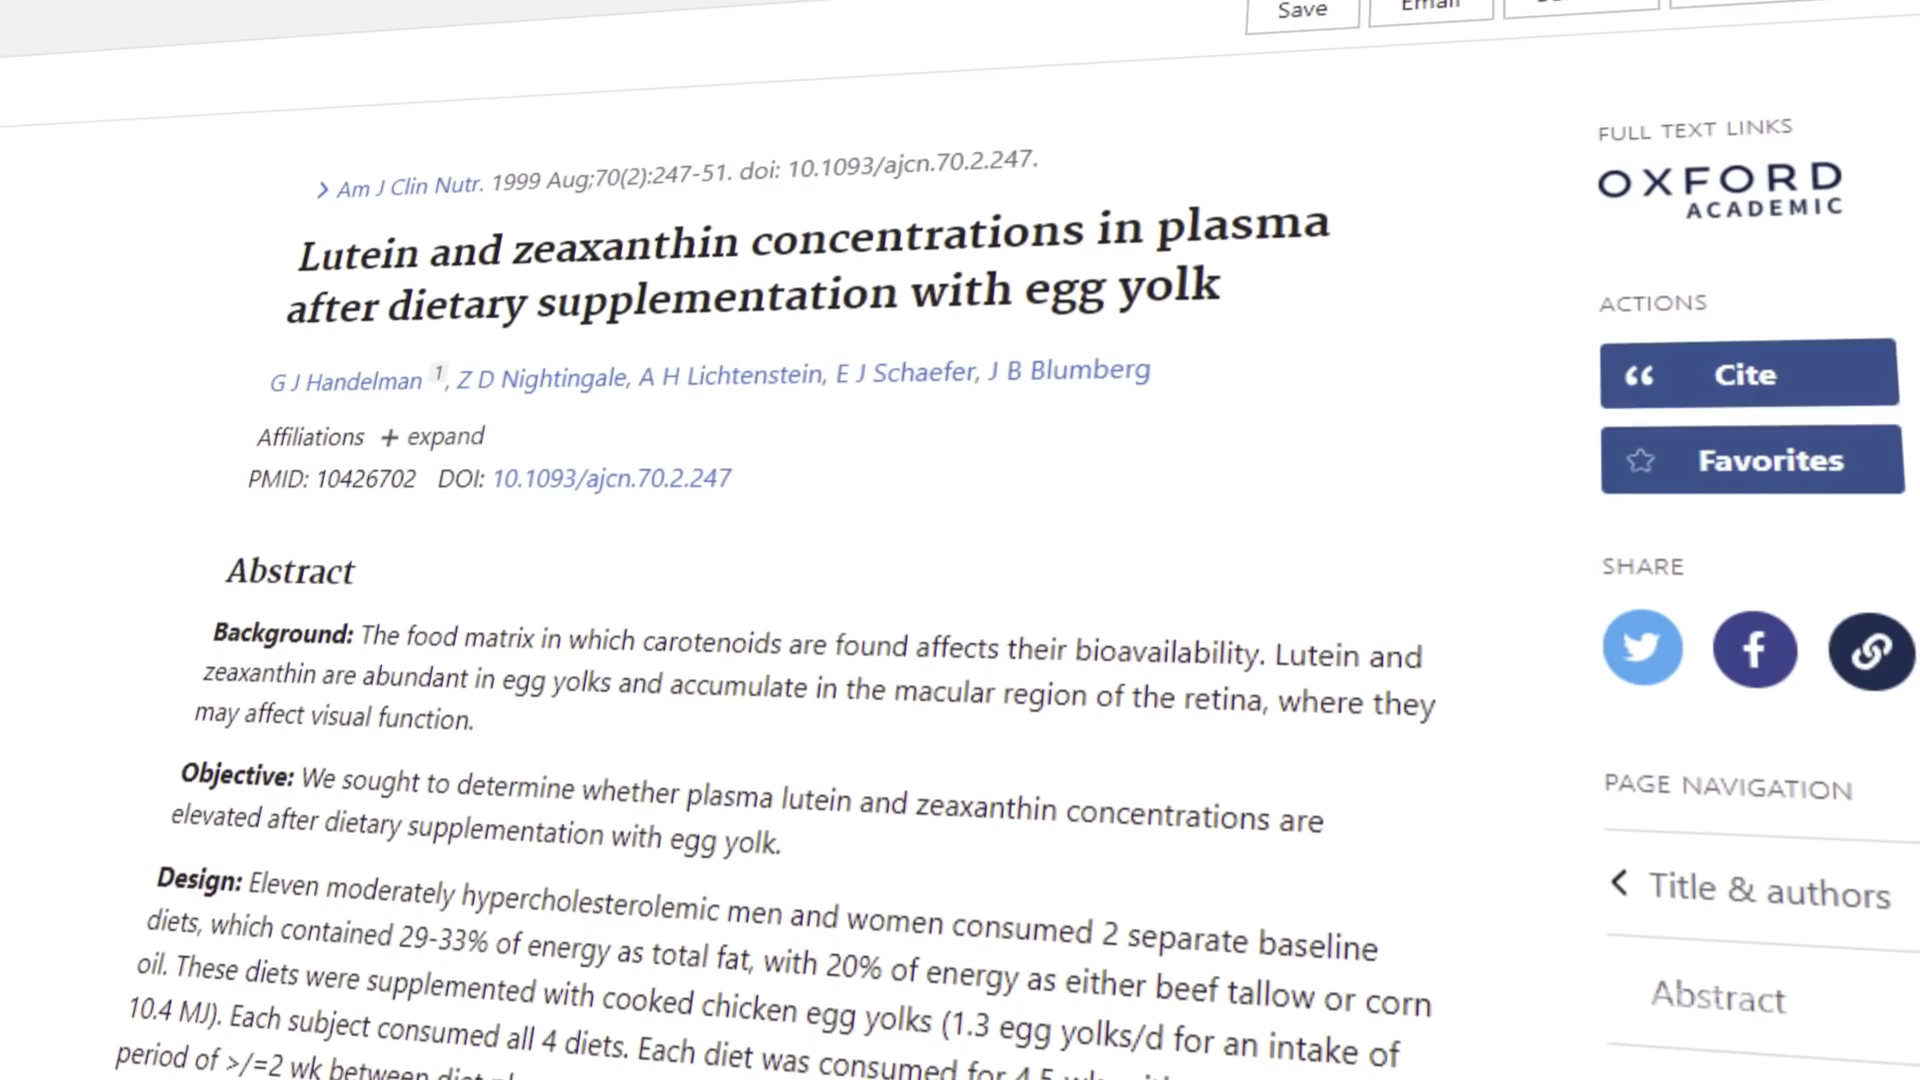 Save
Email
> Am J Clin Nutr. 1999 Aug;70(2):247-51. doi: 10.1093/ajcn.70.2.247.
Lutein and zeaxanthin concentrations in plasma
after dietary supplementation with egg yolk
G J Handelman 1, Z D Nightingale, A H Lichtenstein, E J Schaefer, J B Blumberg
Affiliations + expand
PMID: 10426702 DOI: 10.1093/ajcn.70.2.247
Abstract
Background: The food matrix in which carotenoids are found affects their bioavailability. Lutein and
zeaxanthin are abundant in egg yolks and accumulate in the macular region of the retina, where they
may affect visual function.
Objective: We sought to determine whether plasma lutein and zeaxanthin concentrations are
elevated after dietary supplementation with egg yolk.
Design: Eleven moderately hypercholesterolemic men and women consumed 2 separate baseline
diets, which contained 29-33% of energy as total fat, with 20% of energy as either beef tallow or corn
oil. These diets were supplemented with cooked chicken egg yolks (1.3 egg yolks/d for an intake of
10.4 MJ). Each subject consumed all 4 diets. Each diet was consumed for 4.5
period of >/=2 wk between diet
FULL TEXT LINKS
OXFORD
ACADEMIC
ACTIONS
Cite
Favorites
SHARE
PAGE NAVIGATION
< Title & authors
Abstract